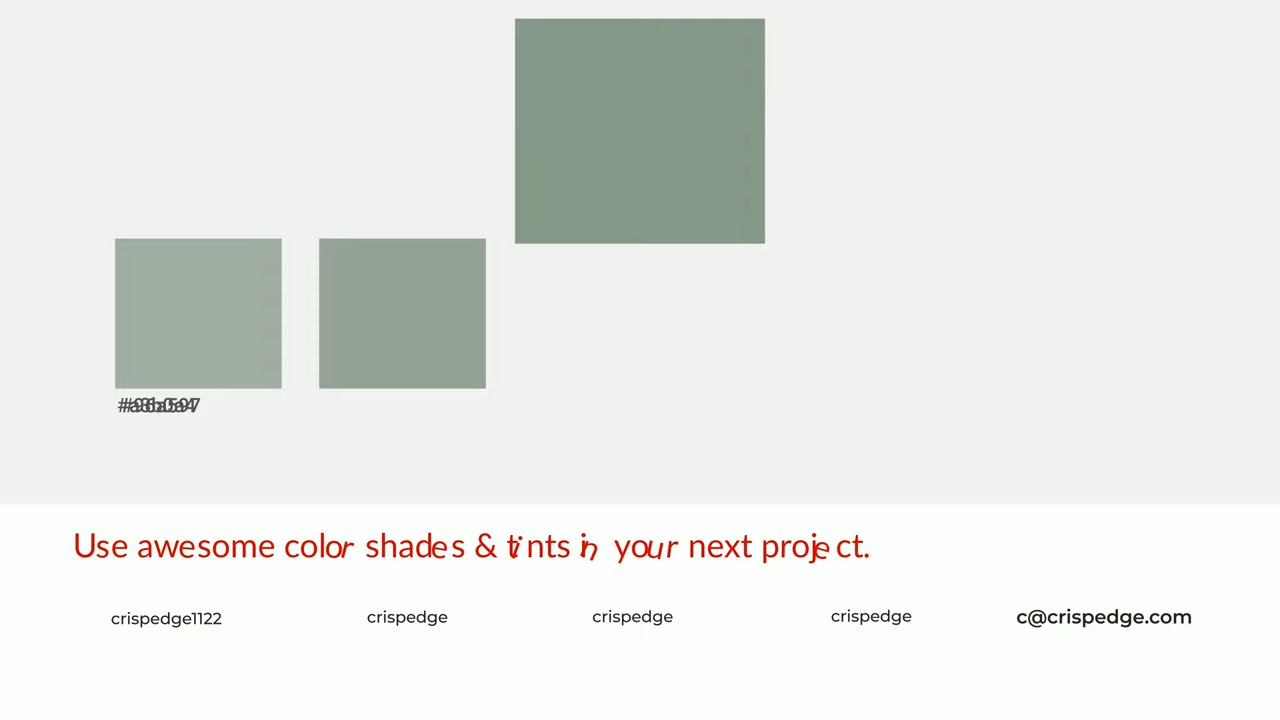 Use awesome color shades & tints in your next project.
crispedge1122 crispedge crispedge crispedge c@crispedge.com